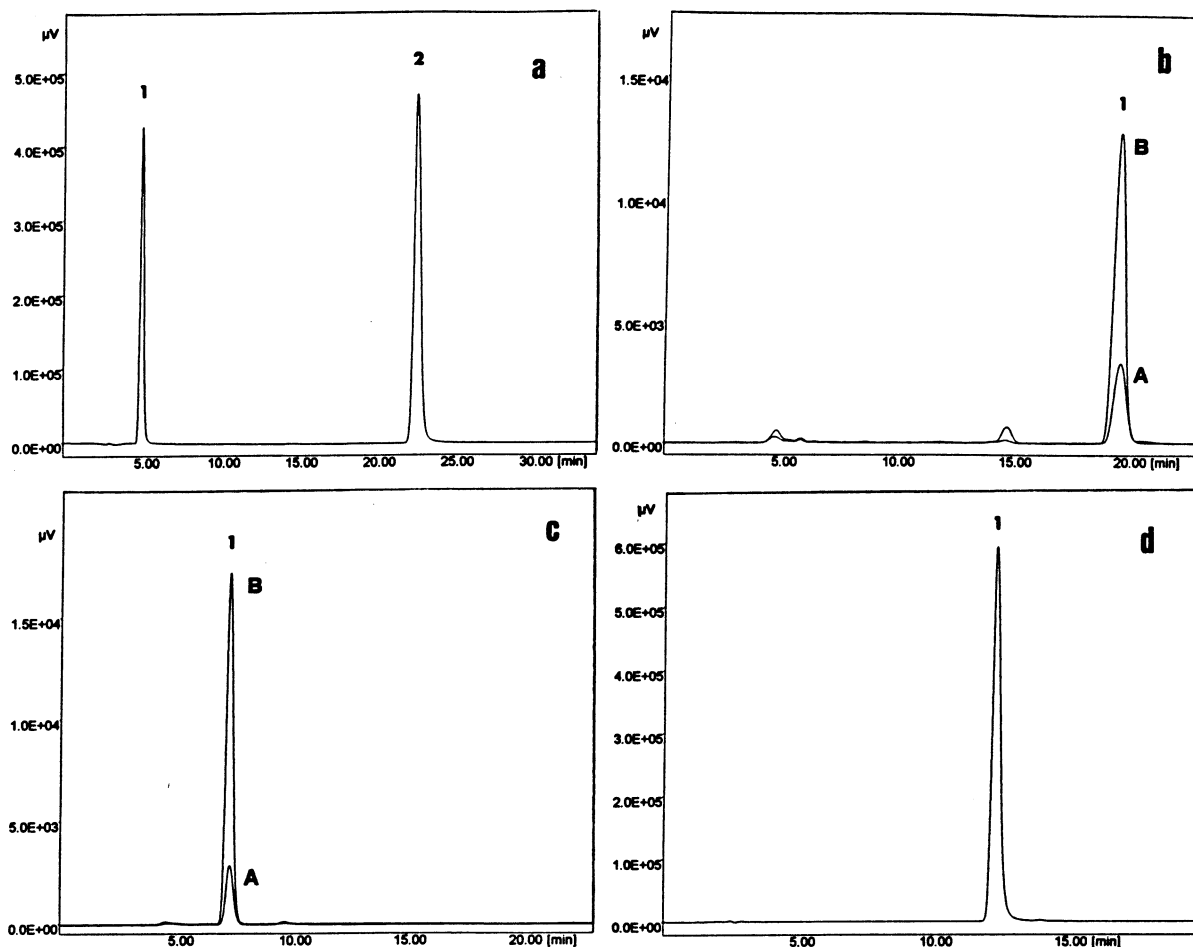 µV
a
1
2
5.0E+05
4.0E+05
3.0E+05
2.0E+05
1.0E+05
0.0E+00
5.00 10.00 15.00 20.00 25.00 30.00 [min]
µV
b
1
B
A
1.5E+04
1.0E+04
5.0E+03
0.0E+00
5.00 10.00 15.00 20.00 [min]
µV
c
1
B
A
1.5E+04
1.0E+04
5.0E+03
0.0E+00
5.00 10.00 15.00 20.00 [min]
µV
d
1
6.0E+05
5.0E+05
4.0E+05
3.0E+05
2.0E+05
1.0E+05
0.0E+00
5.00 10.00 15.00 [min]